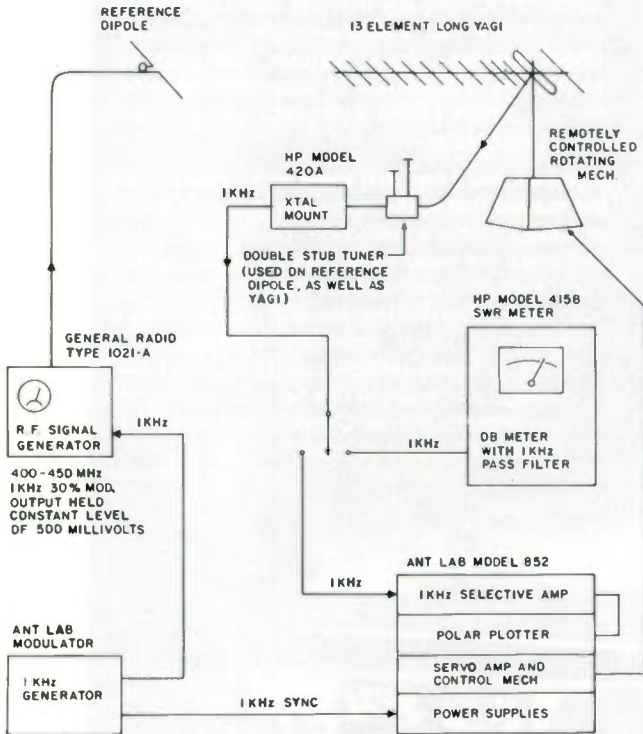 REFERENCE
DIPOLE
13 ELEMENT LONG YAGI
REMOTELY
CONTROLLED
ROTATING
MECH.
HP MODEL
420A
1KHz
XTAL
MOUNT
DOUBLE STUB TUNER
(USED ON REFERENCE
DIPOLE, AS WELL AS
YAGI)
HP MODEL 415B
SWR METER
GENERAL RADIO
TYPE 1021-A
R.F. SIGNAL
GENERATOR
1KHz
1KHz
DB METER
WITH 1KHz
PASS FILTER
400-450 MHz
1KHz 30% MOD.
OUTPUT HELD
CONSTANT LEVEL
OF 500 MILLIVOLTS
ANT LAB MODEL 852
1KHz
1KHz SELECTIVE AMP
POLAR PLOTTER
SERVO AMP AND
CONTROL MECH
POWER SUPPLIES
ANT LAB
MODULATOR
1KHz
GENERATOR
1KHz SYNC